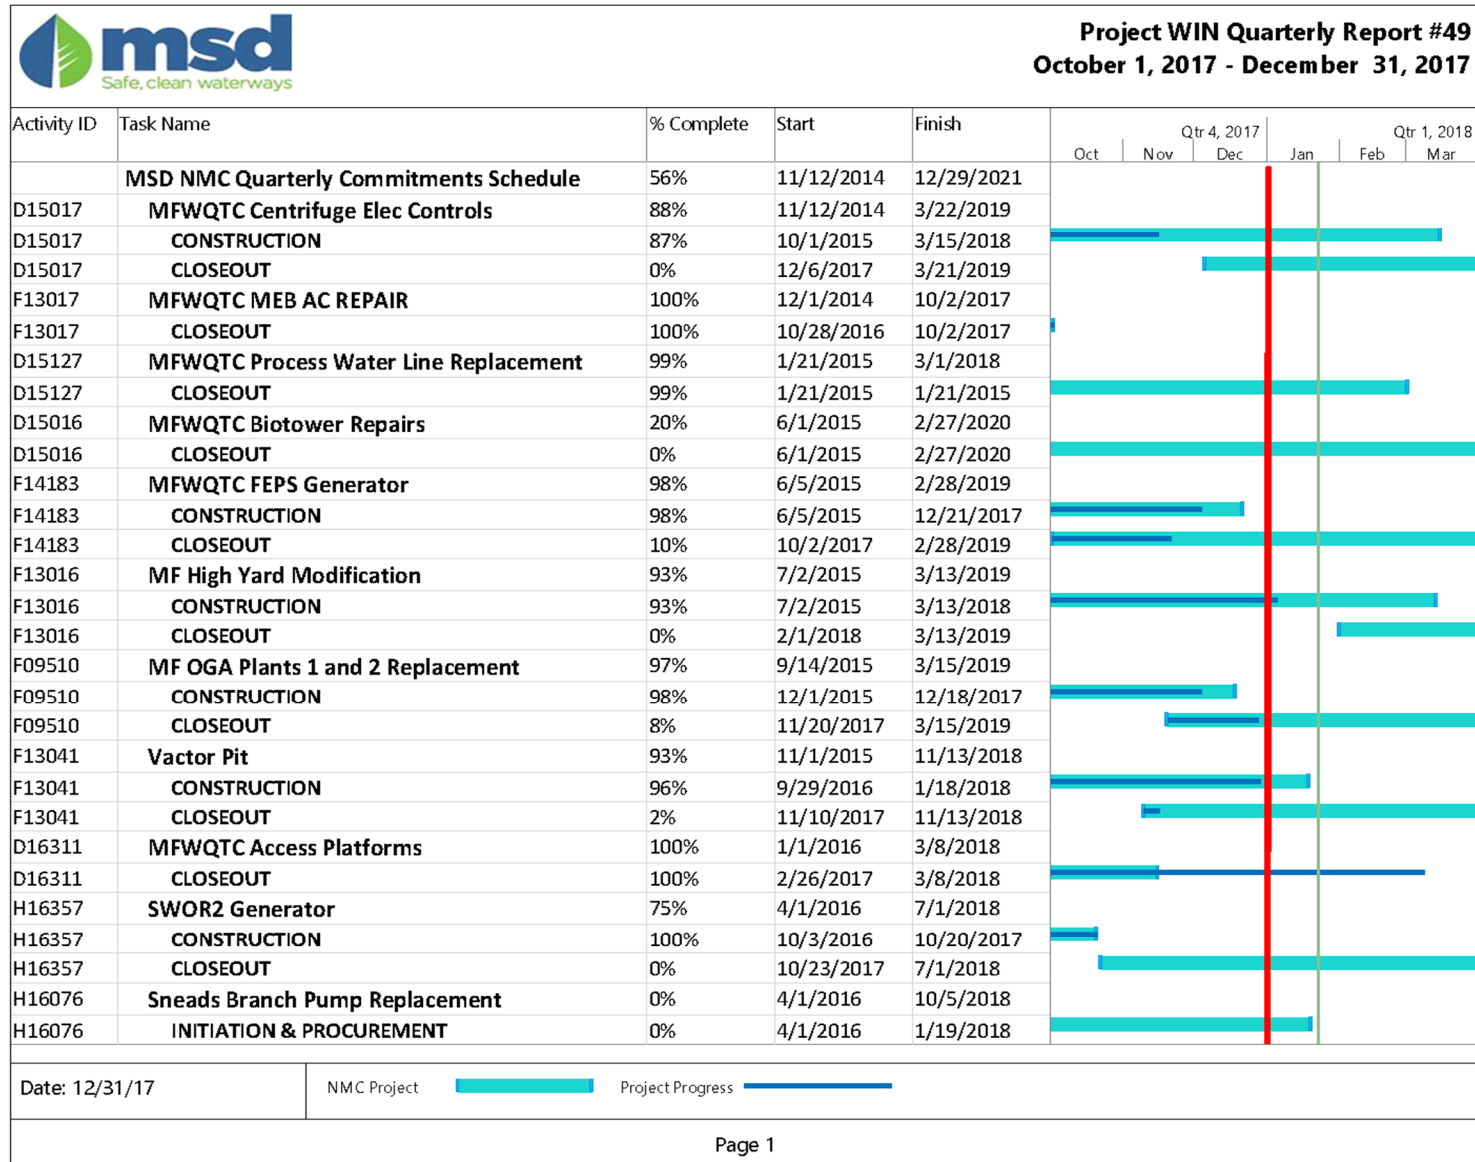 msd
Safe, clean waterways
Project WIN Quarterly Report #49
October 1, 2017 - December 31, 2017
Activity ID Task Name % Complete Start Finish
Qtr 4, 2017 Qtr 1, 2018
Oct Nov Dec Jan Feb Mar
MSD NMC Quarterly Commitments Schedule 56% 11/12/2014 12/29/2021
D15017 MFWQTC Centrifuge Elec Controls 88% 11/12/2014 3/22/2019
D15017 CONSTRUCTION 87% 10/1/2015 3/15/2018
D15017 CLOSEOUT 0% 12/6/2017 3/21/2019
F13017 MFWQTC MEB AC REPAIR 100% 12/1/2014 10/2/2017
F13017 CLOSEOUT 100% 10/28/2016 10/2/2017
D15127 MFWQTC Process Water Line Replacement 99% 1/21/2015 3/1/2018
D15127 CLOSEOUT 99% 1/21/2015 1/21/2015
D15016 MFWQTC Biotower Repairs 20% 6/1/2015 2/27/2020
D15016 CLOSEOUT 0% 6/1/2015 2/27/2020
F14183 MFWQTC FEPS Generator 98% 6/5/2015 2/28/2019
F14183 CONSTRUCTION 98% 6/5/2015 12/21/2017
F14183 CLOSEOUT 10% 10/2/2017 2/28/2019
F13016 MF High Yard Modification 93% 7/2/2015 3/13/2019
F13016 CONSTRUCTION 93% 7/2/2015 3/13/2018
F13016 CLOSEOUT 0% 2/1/2018 3/13/2019
F09510 MF OGA Plants 1 and 2 Replacement 97% 9/14/2015 3/15/2019
F09510 CONSTRUCTION 98% 12/1/2015 12/18/2017
F09510 CLOSEOUT 8% 11/20/2017 3/15/2019
F13041 Vactor Pit 93% 11/1/2015 11/13/2018
F13041 CONSTRUCTION 96% 9/29/2016 1/18/2018
F13041 CLOSEOUT 2% 11/10/2017 11/13/2018
D16311 MFWQTC Access Platforms 100% 1/1/2016 3/8/2018
D16311 CLOSEOUT 100% 2/26/2017 3/8/2018
H16357 SWOR2 Generator 75% 4/1/2016 7/1/2018
H16357 CONSTRUCTION 100% 10/3/2016 10/20/2017
H16357 CLOSEOUT 0% 10/23/2017 7/1/2018
H16076 Sneads Branch Pump Replacement 0% 4/1/2016 10/5/2018
H16076 INITIATION & PROCUREMENT 0% 4/1/2016 1/19/2018
Date: 12/31/17 NMC Project Project Progress
Page 1